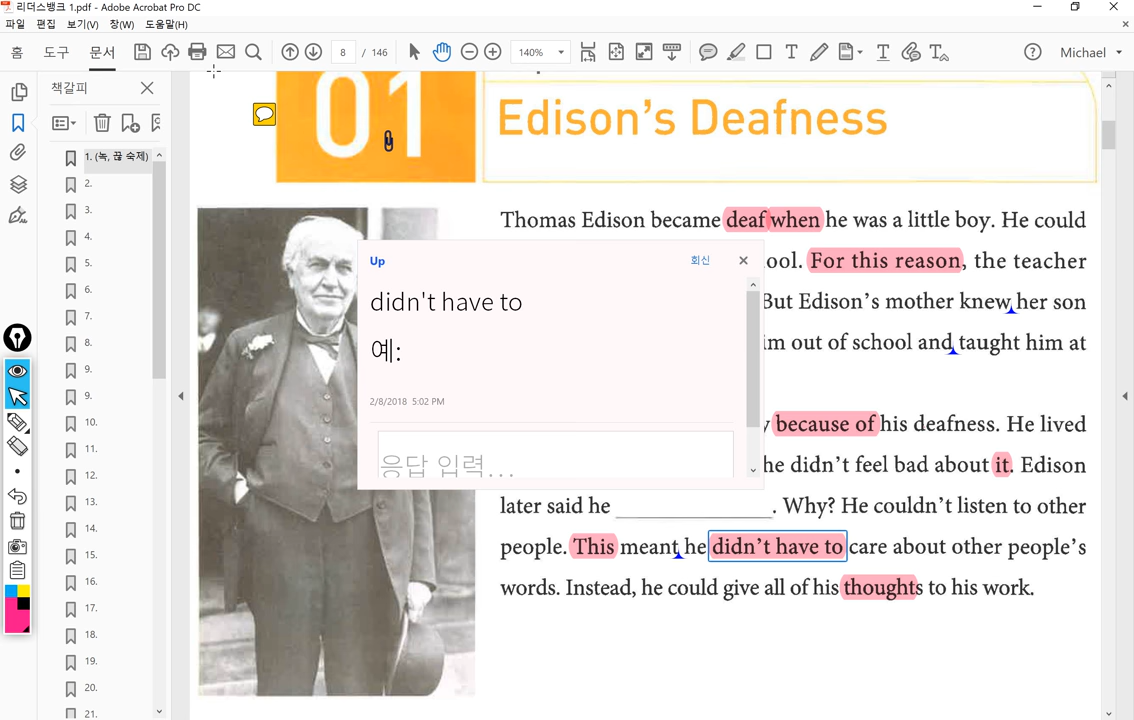 리더스뱅크 1.pdf - Adobe Acrobat Pro DC
파일 편집 보기(V) 창(W) 도움말(H)
홈 도구 문서 8 / 146 140% Michael
책갈피
1. (녹, 끊 숙제)
2.
3.
4.
5.
6.
7.
8.
9.
9.
10.
11.
12.
13.
14.
15.
16.
17.
18.
19.
20.
21.
01
Edison's Deafness
Thomas Edison became deaf when he was a little boy. He could
ool. For this reason, the teacher
But Edison's mother knew her son
im out of school and taught him at
y because of his deafness. He lived
he didn't feel bad about it. Edison
later said he ________________. Why? He couldn't listen to other
people. This meant he didn't have to care about other people's
words. Instead, he could give all of his thoughts to his work.
Up 회신
didn't have to
예:
2/8/2018 5:02 PM
응답 입력...